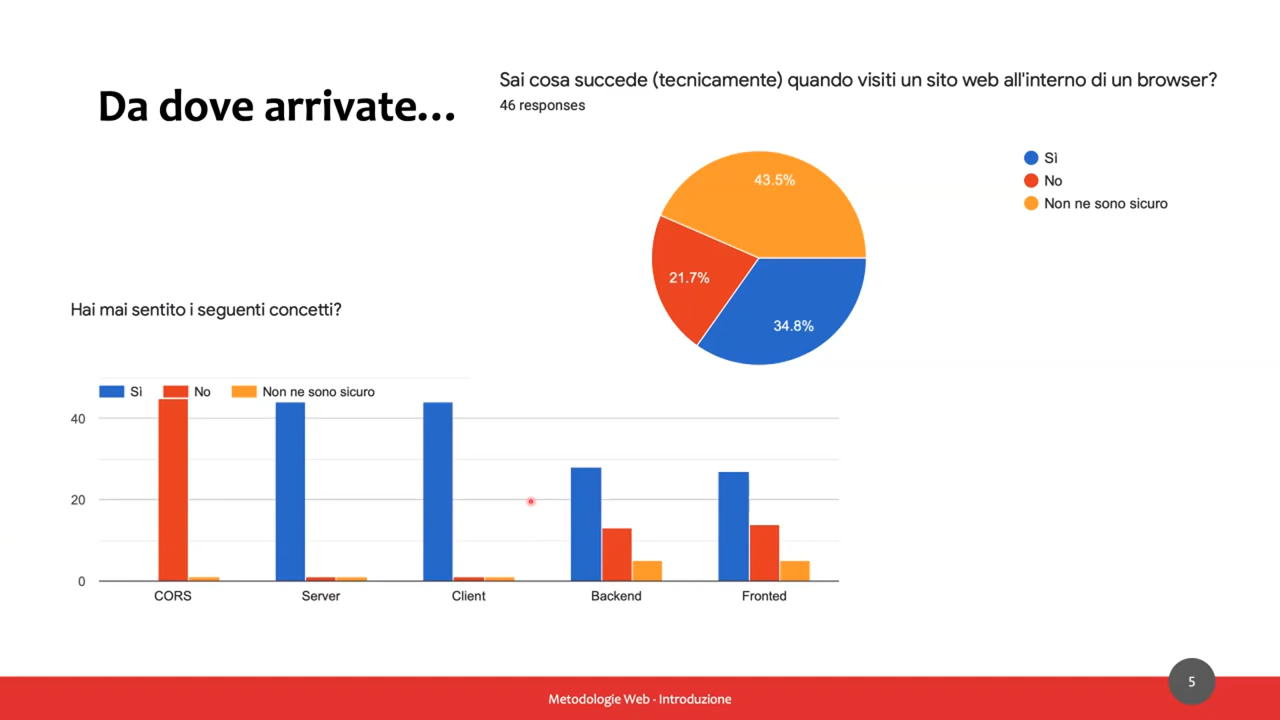 Da dove arrivate...
Sai cosa succede (tecnicamente) quando visiti un sito web all'interno di un browser?
46 responses
Sì
No
Non ne sono sicuro
43.5%
21.7%
34.8%
Hai mai sentito i seguenti concetti?
Sì No Non ne sono sicuro
40
20
0
CORS Server Client Backend Fronted
Metodologie Web - Introduzione
5